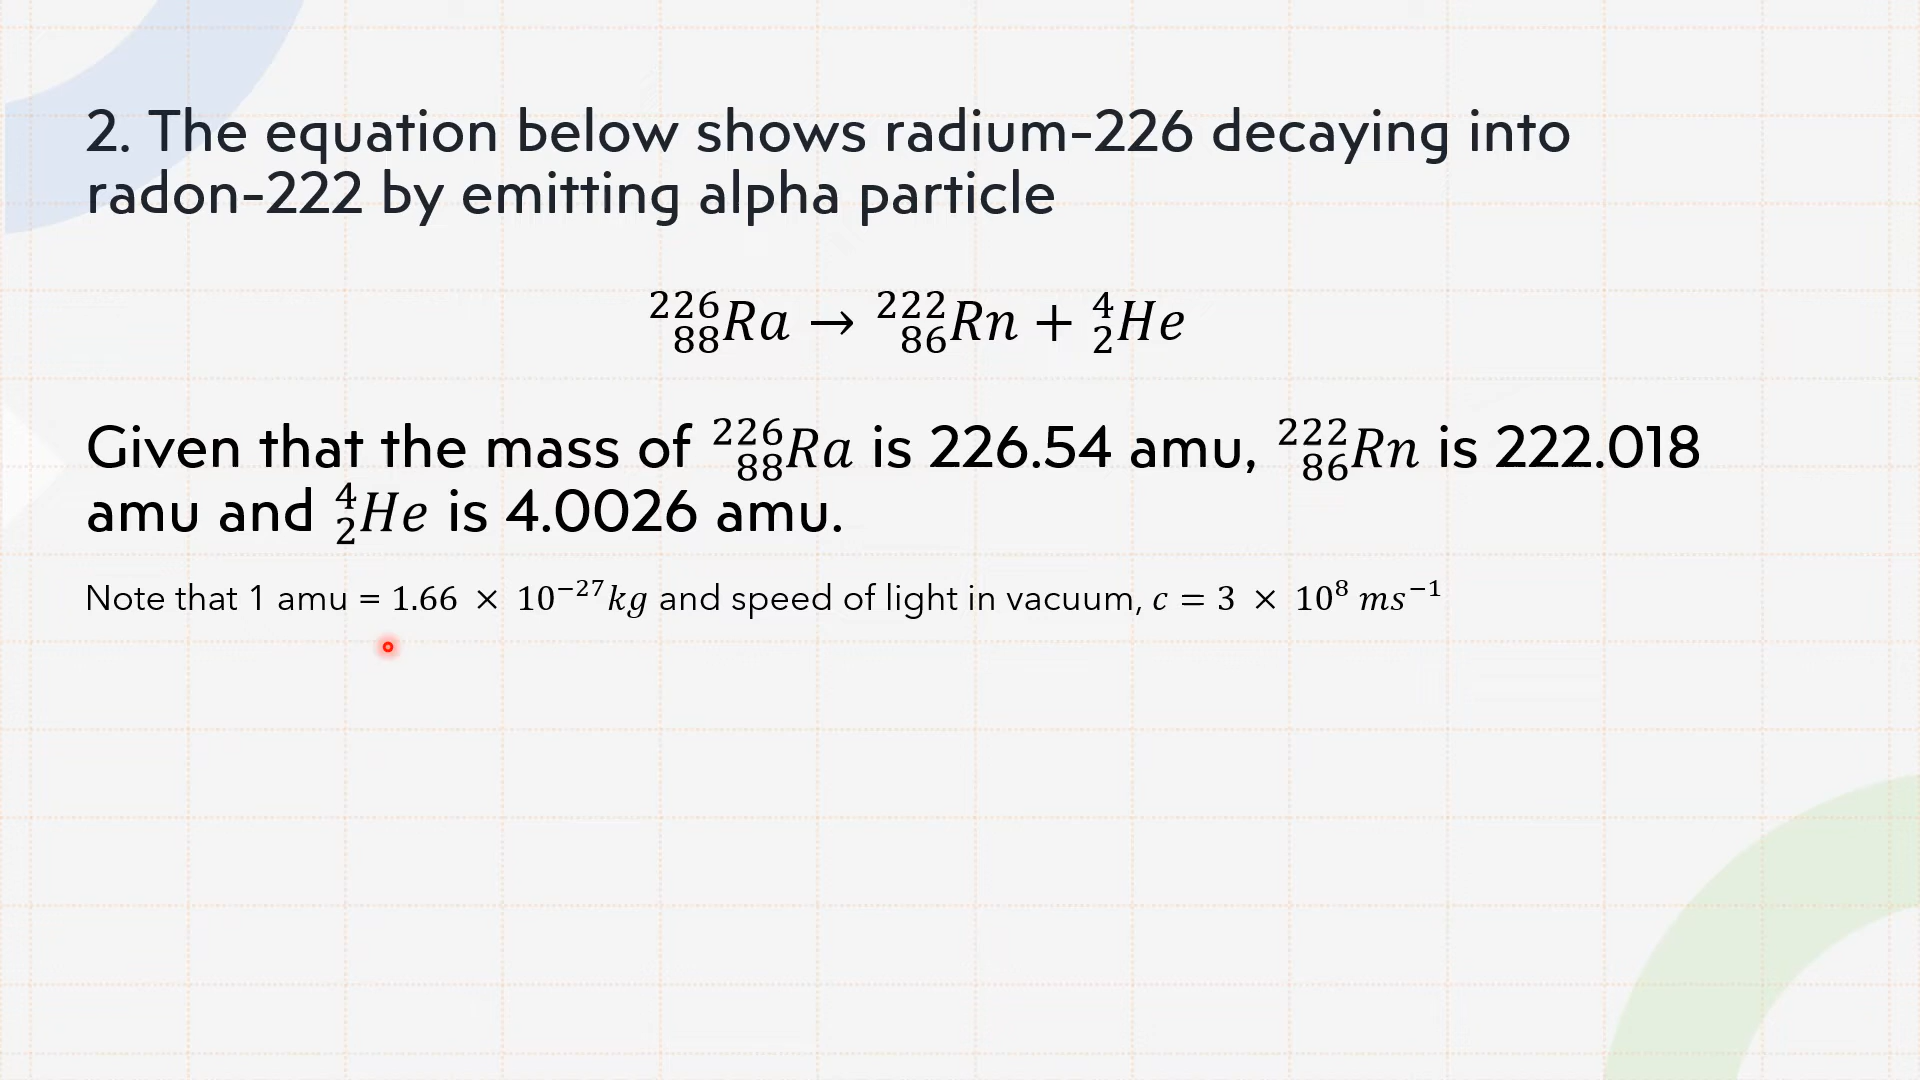 2. The equation below shows radium-226 decaying into
radon-222 by emitting alpha particle
²²⁶₈₈Ra → ²²²₈₆Rn + ⁴₂He
Given that the mass of ²²⁶₈₈Ra is 226.54 amu, ²²²₈₆Rn is 222.018
amu and ⁴₂He is 4.0026 amu.
Note that 1 amu = 1.66 × 10⁻²⁷kg and speed of light in vacuum, c = 3 × 10⁸ ms⁻¹